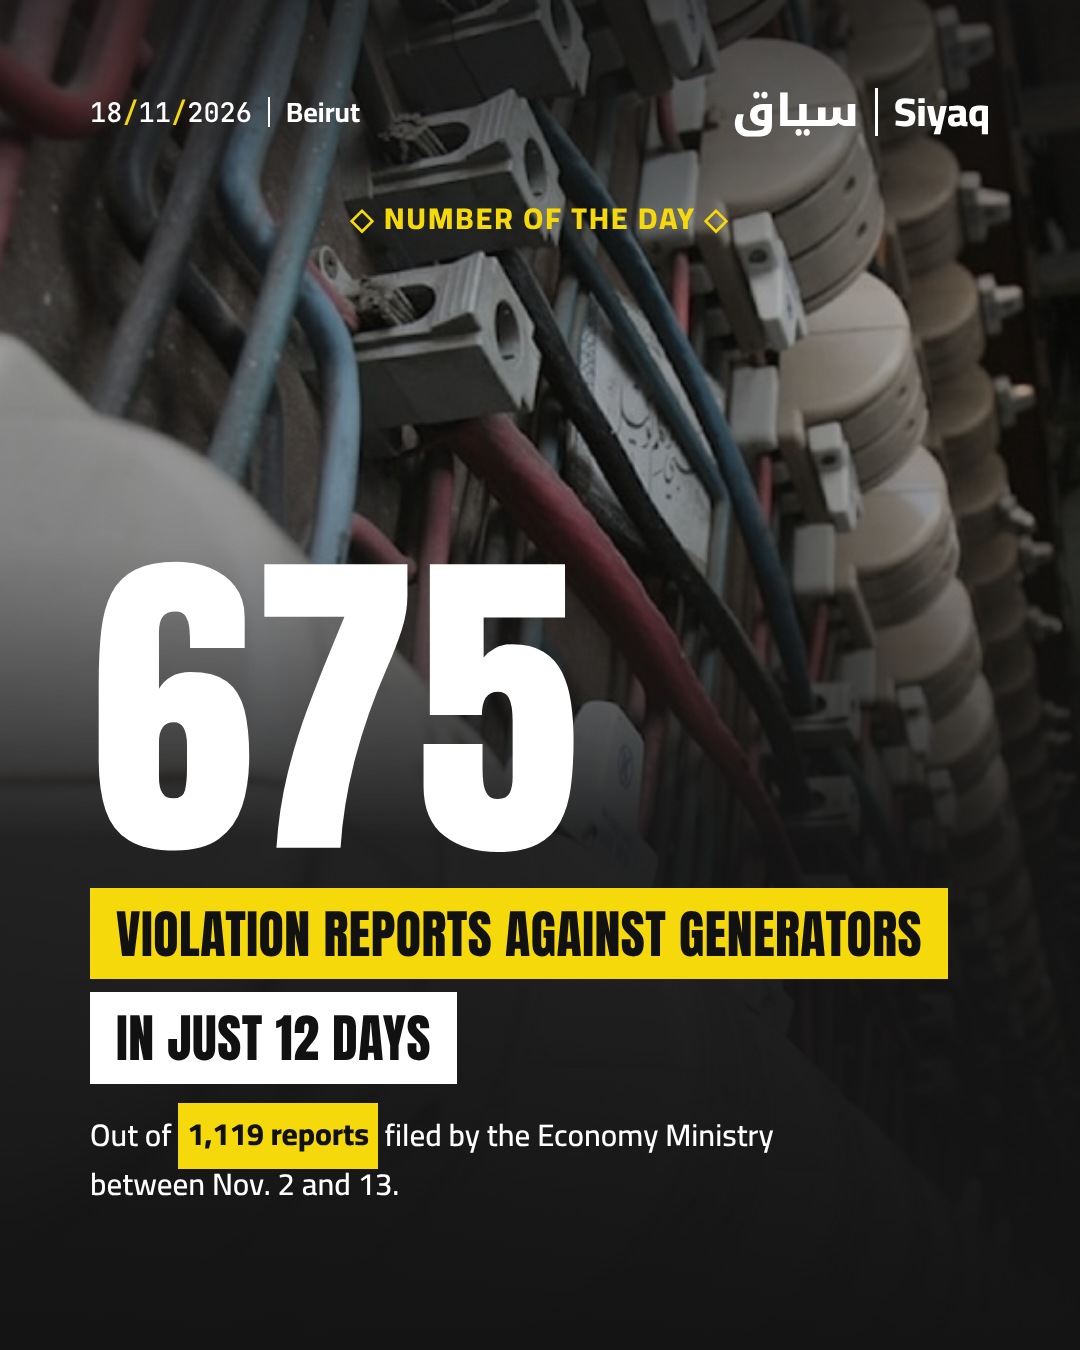 18/11/2026 | Beirut
سياق | Siyaq
◇ NUMBER OF THE DAY ◇
675
VIOLATION REPORTS AGAINST GENERATORS
IN JUST 12 DAYS
Out of 1,119 reports filed by the Economy Ministry
between Nov. 2 and 13.